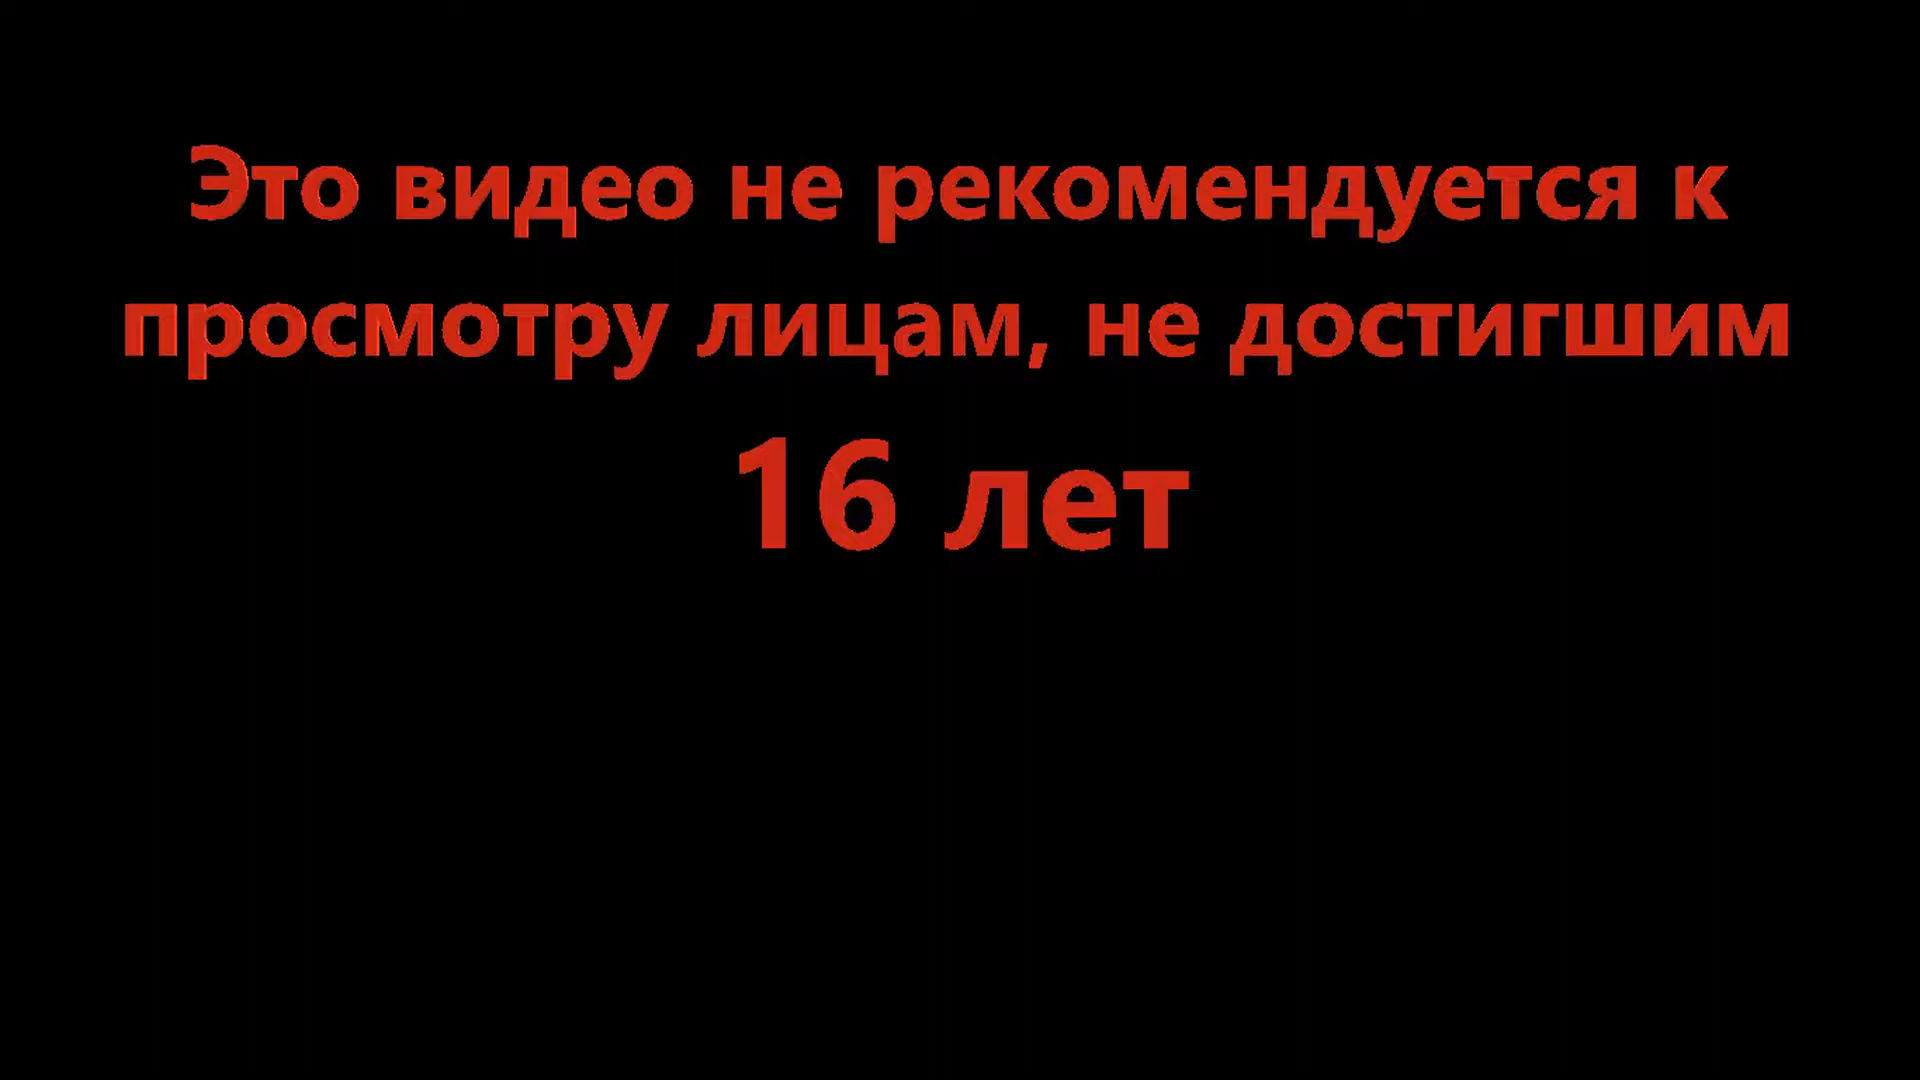 Это видео не рекомендуется к
просмотру лицам, не достигшим
16 лет